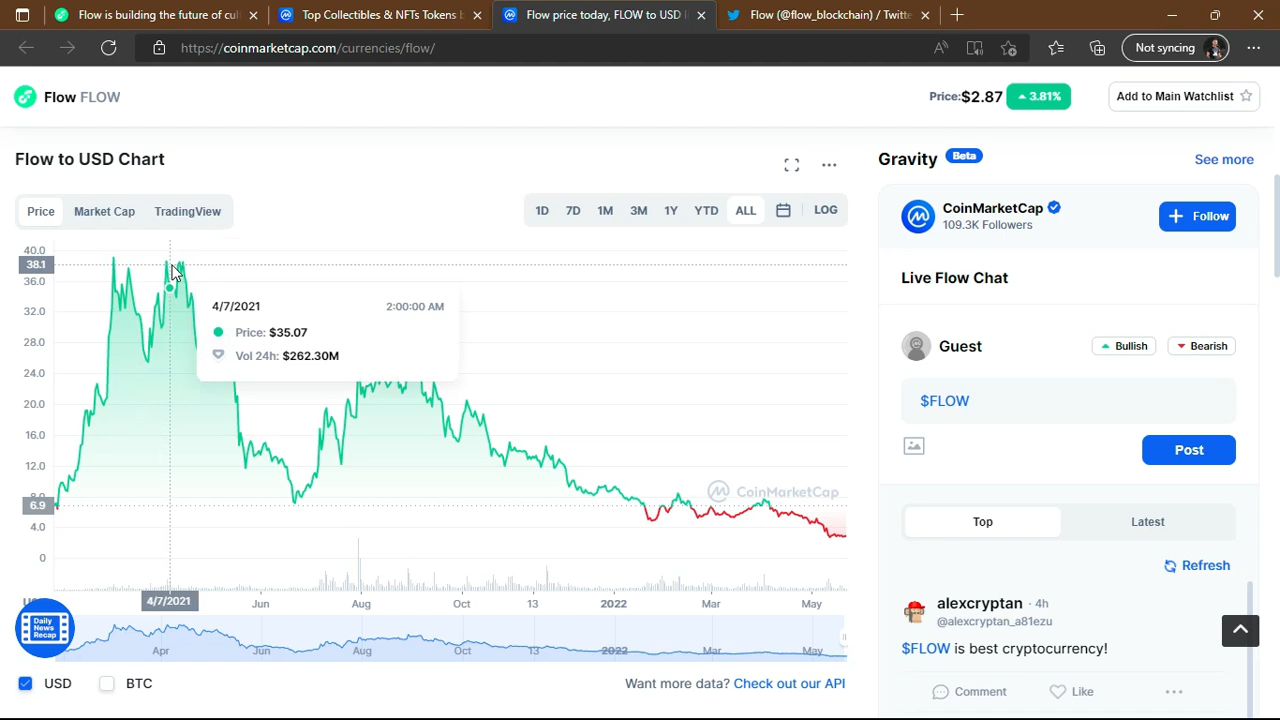 Flow is building the future of cul
Top Collectibles & NFTs Tokens b
Flow price today, FLOW to USD li
Flow (@flow_blockchain) / Twitte
https://coinmarketcap.com/currencies/flow/
Not syncing
Flow FLOW
Price:$2.87
3.81%
Add to Main Watchlist
Flow to USD Chart
Price
Market Cap
TradingView
1D
7D
1M
3M
1Y
YTD
ALL
LOG
40.0
38.1
36.0
32.0
28.0
24.0
20.0
16.0
12.0
6.9
4.0
0
4/7/2021
2:00:00 AM
Price: $35.07
Vol 24h: $262.30M
CoinMarketCap
4/7/2021
Jun
Aug
Oct
13
2022
Mar
May
Apr
Jun
Aug
Oct
13
2022
Mar
May
Daily
News
Recap
USD
BTC
Want more data? Check out our API
Gravity
Beta
See more
CoinMarketCap
109.3K Followers
Follow
Live Flow Chat
Guest
Bullish
Bearish
$FLOW
Post
Top
Latest
Refresh
alexcryptan · 4h
@alexcryptan_a81ezu
$FLOW is best cryptocurrency!
Comment
Like